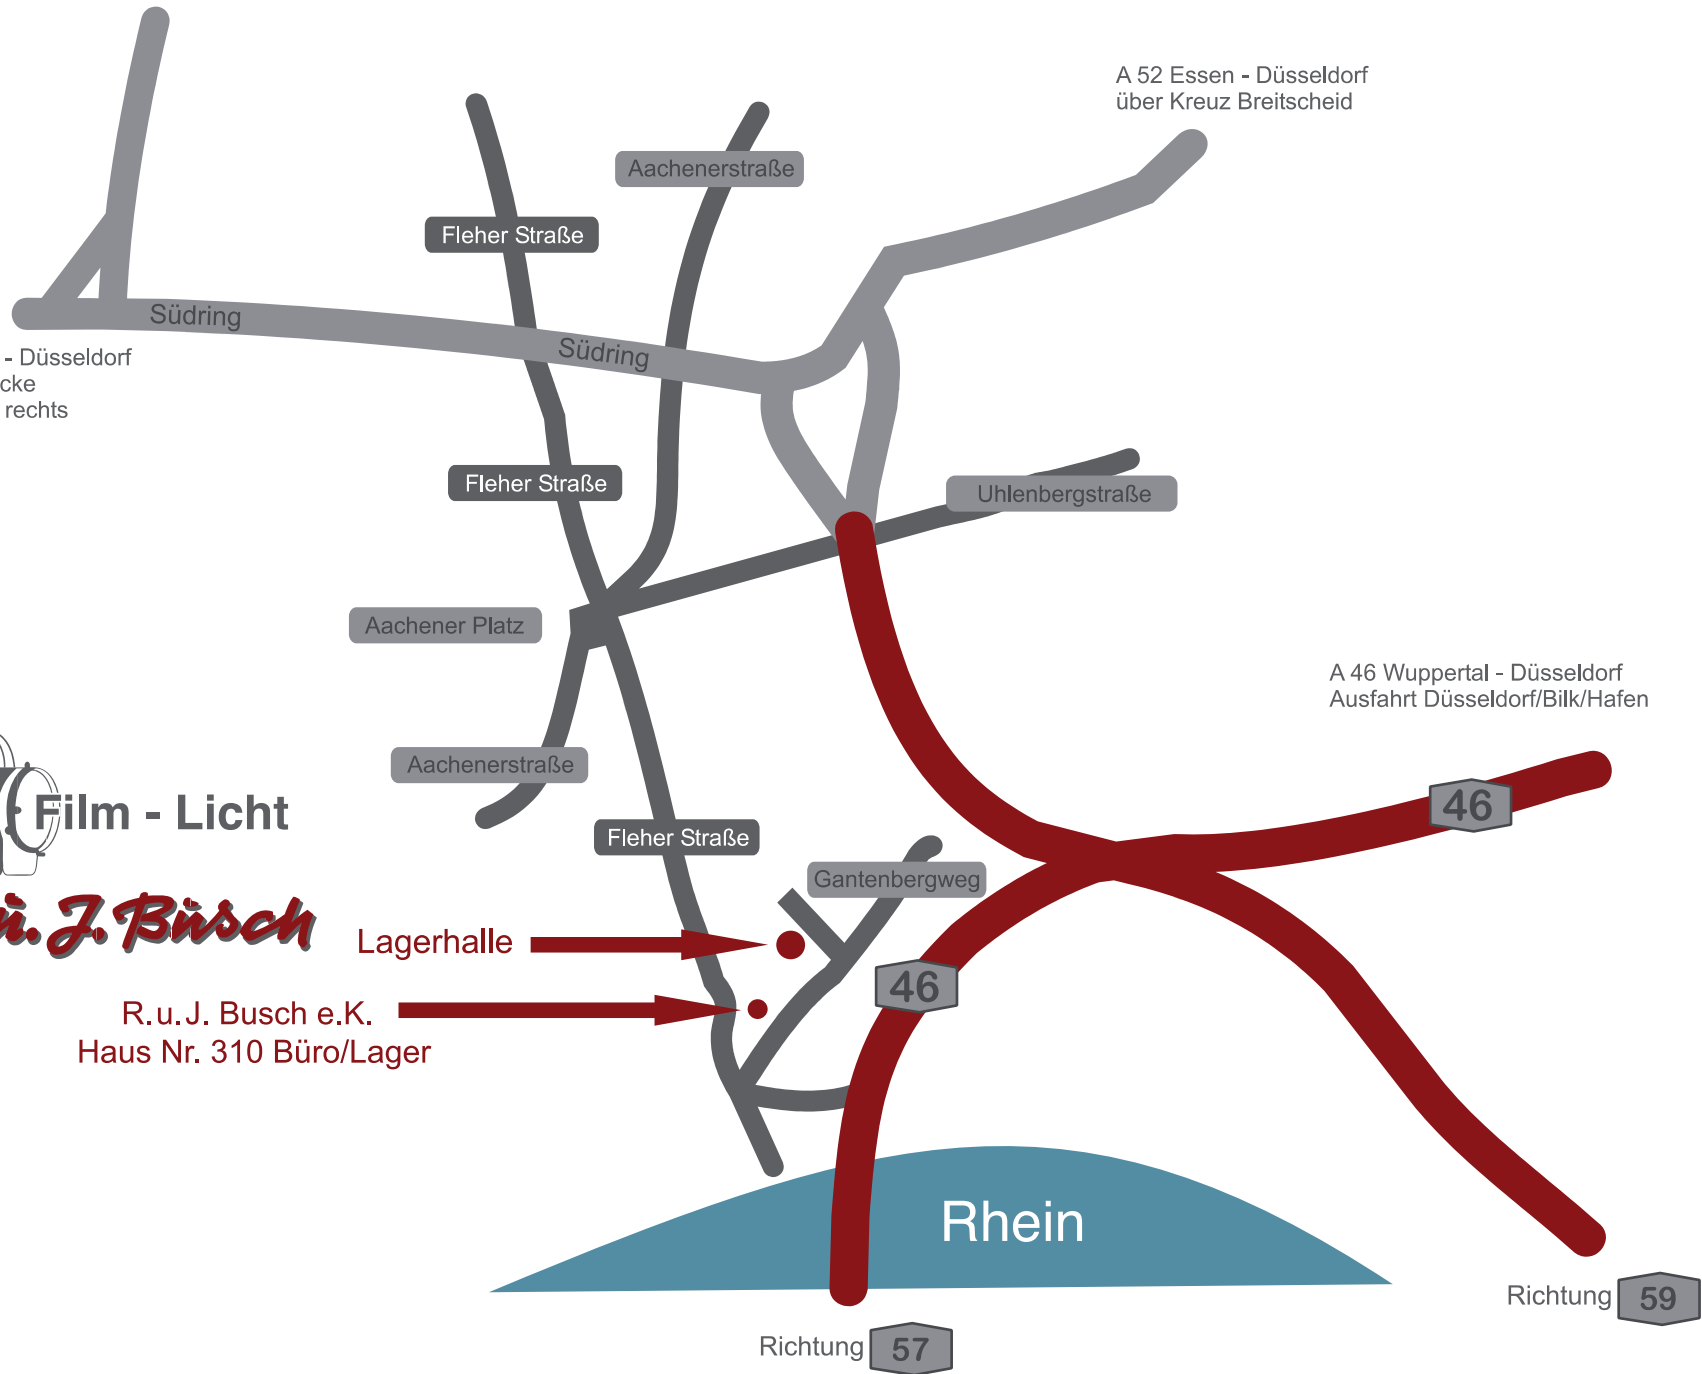 A 52 Essen - Düsseldorf
über Kreuz Breitscheid
Aachenerstraße
Fleher Straße
Südring
Südring
- Düsseldorf
rechts
Fleher Straße
Uhlenbergstraße
Aachener Platz
A 46 Wuppertal - Düsseldorf
Ausfahrt Düsseldorf/Bilk/Hafen
Aachenerstraße
46
Film - Licht
Fleher Straße
Gantenbergweg
u. J. Busch
Lagerhalle
46
R.u.J. Busch e.K.
Haus Nr. 310 Büro/Lager
Rhein
Richtung 59
Richtung 57